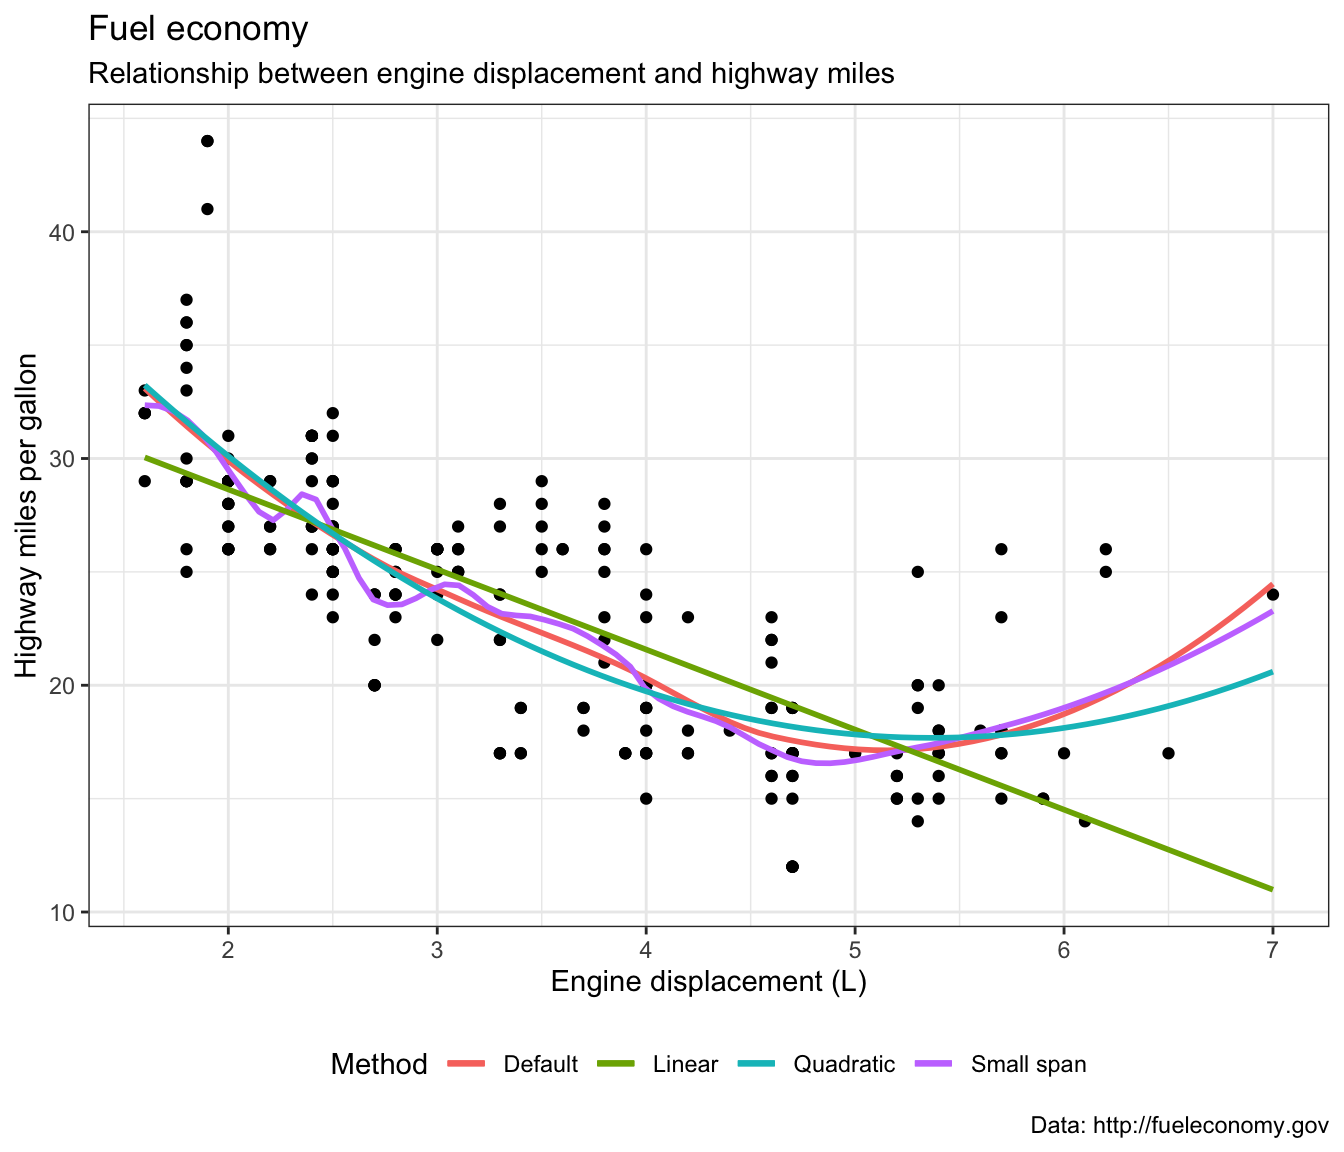 Fuel economy
Relationship between engine displacement and highway miles
Highway miles per gallon
40
30
20
10
2 3 4 5 6 7
Engine displacement (L)
Method Default Linear Quadratic Small span
Data: http://fueleconomy.gov